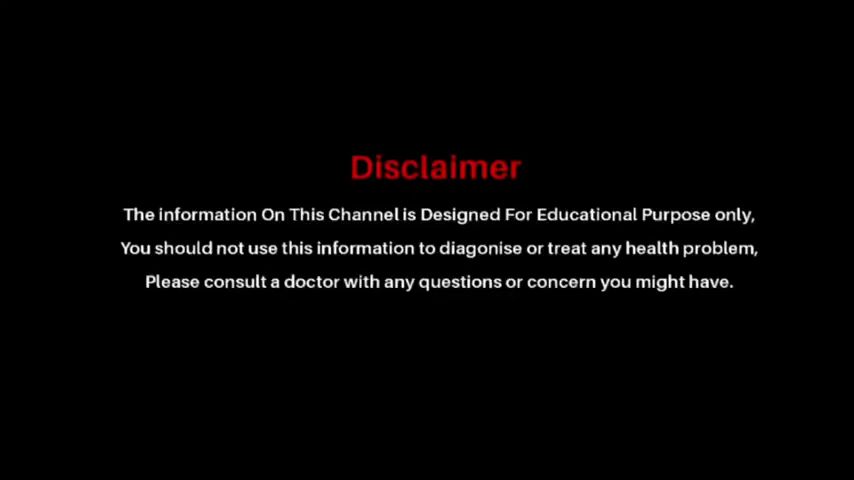 Disclaimer
The information On This Channel is Designed For Educational Purpose only,
You should not use this information to diagonise or treat any health problem,
Please consult a doctor with any questions or concern you might have.